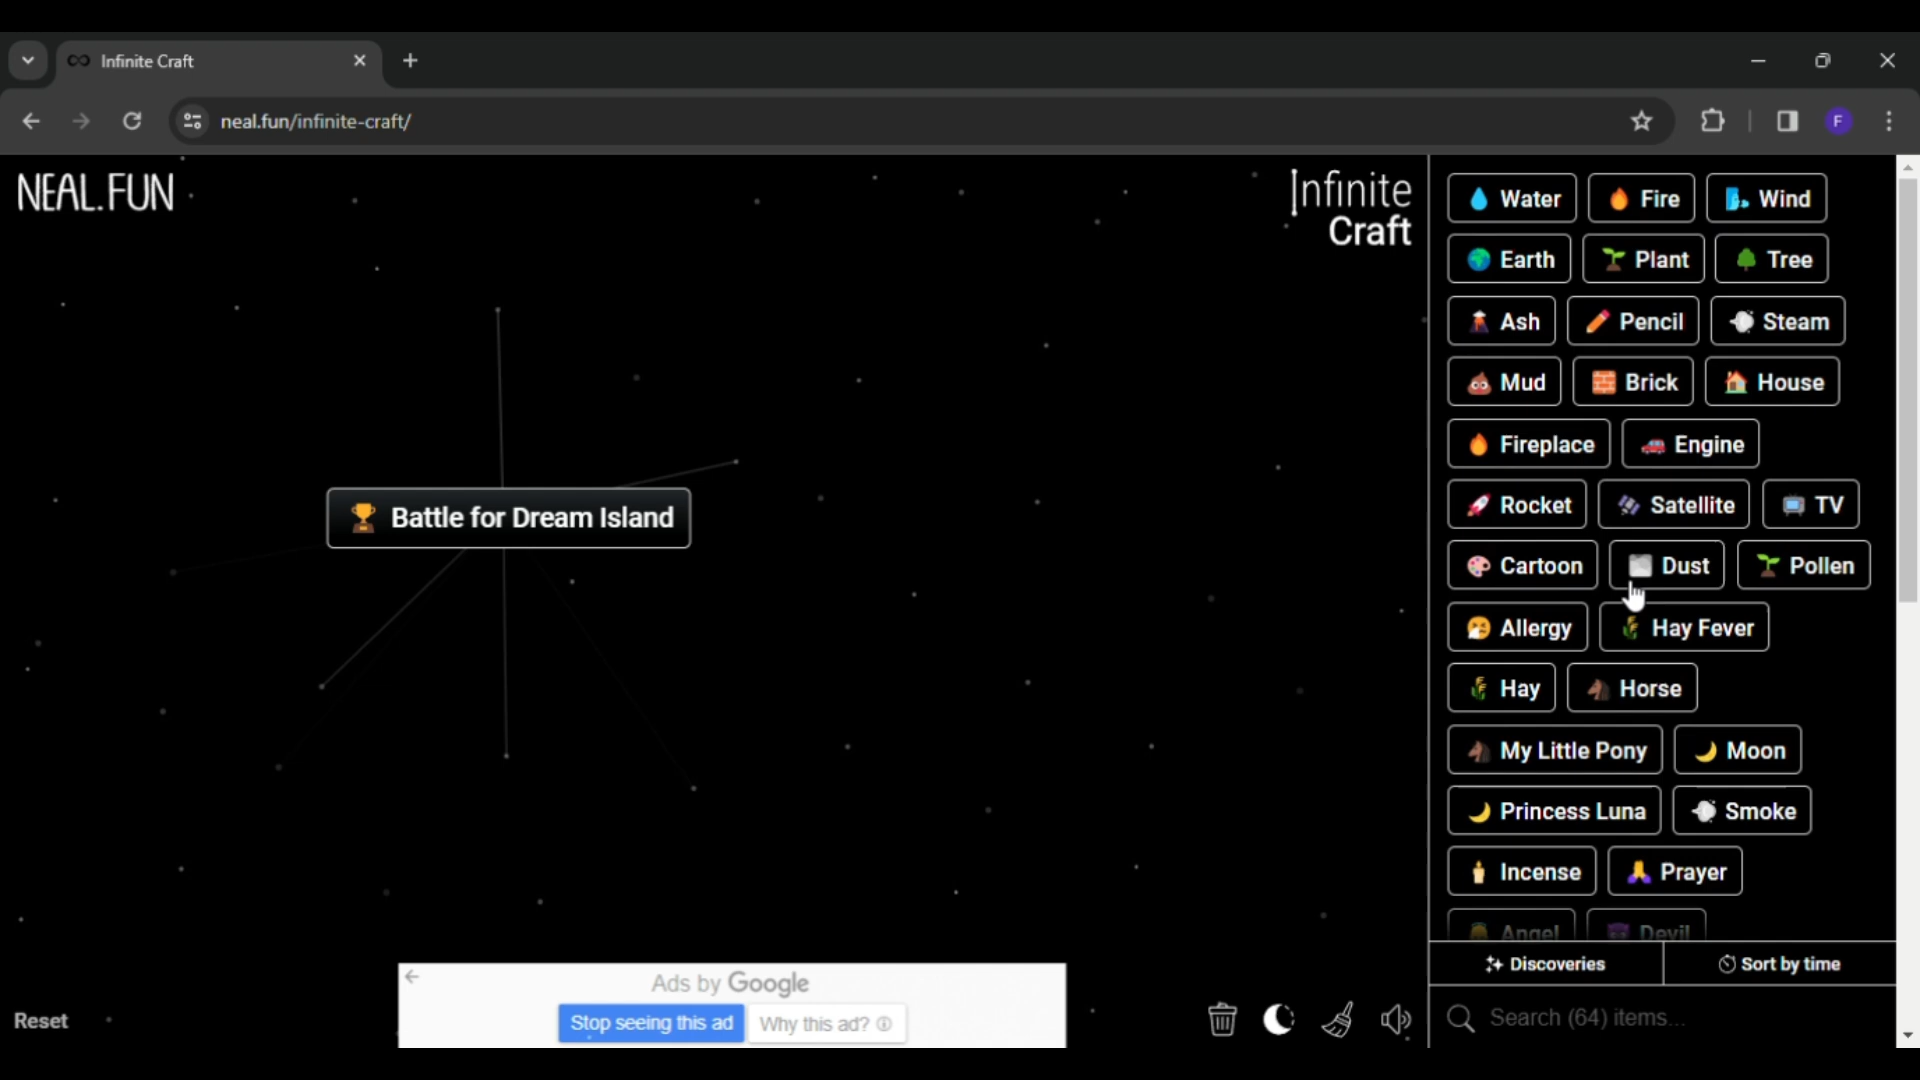 Infinite Craft
neal.fun/infinite-craft/
F
NEAL.FUN
Infinite
Craft
Water Fire Wind
Earth Plant Tree
Ash Pencil Steam
Mud Brick House
Fireplace Engine
Rocket Satellite TV
Cartoon Dust Pollen
Allergy Hay Fever
Hay Horse
My Little Pony Moon
Princess Luna Smoke
Incense Prayer
Angel Devil
Battle for Dream Island
Discoveries Sort by time
Search (64) items...
Reset
Ads by Google
Stop seeing this ad Why this ad?